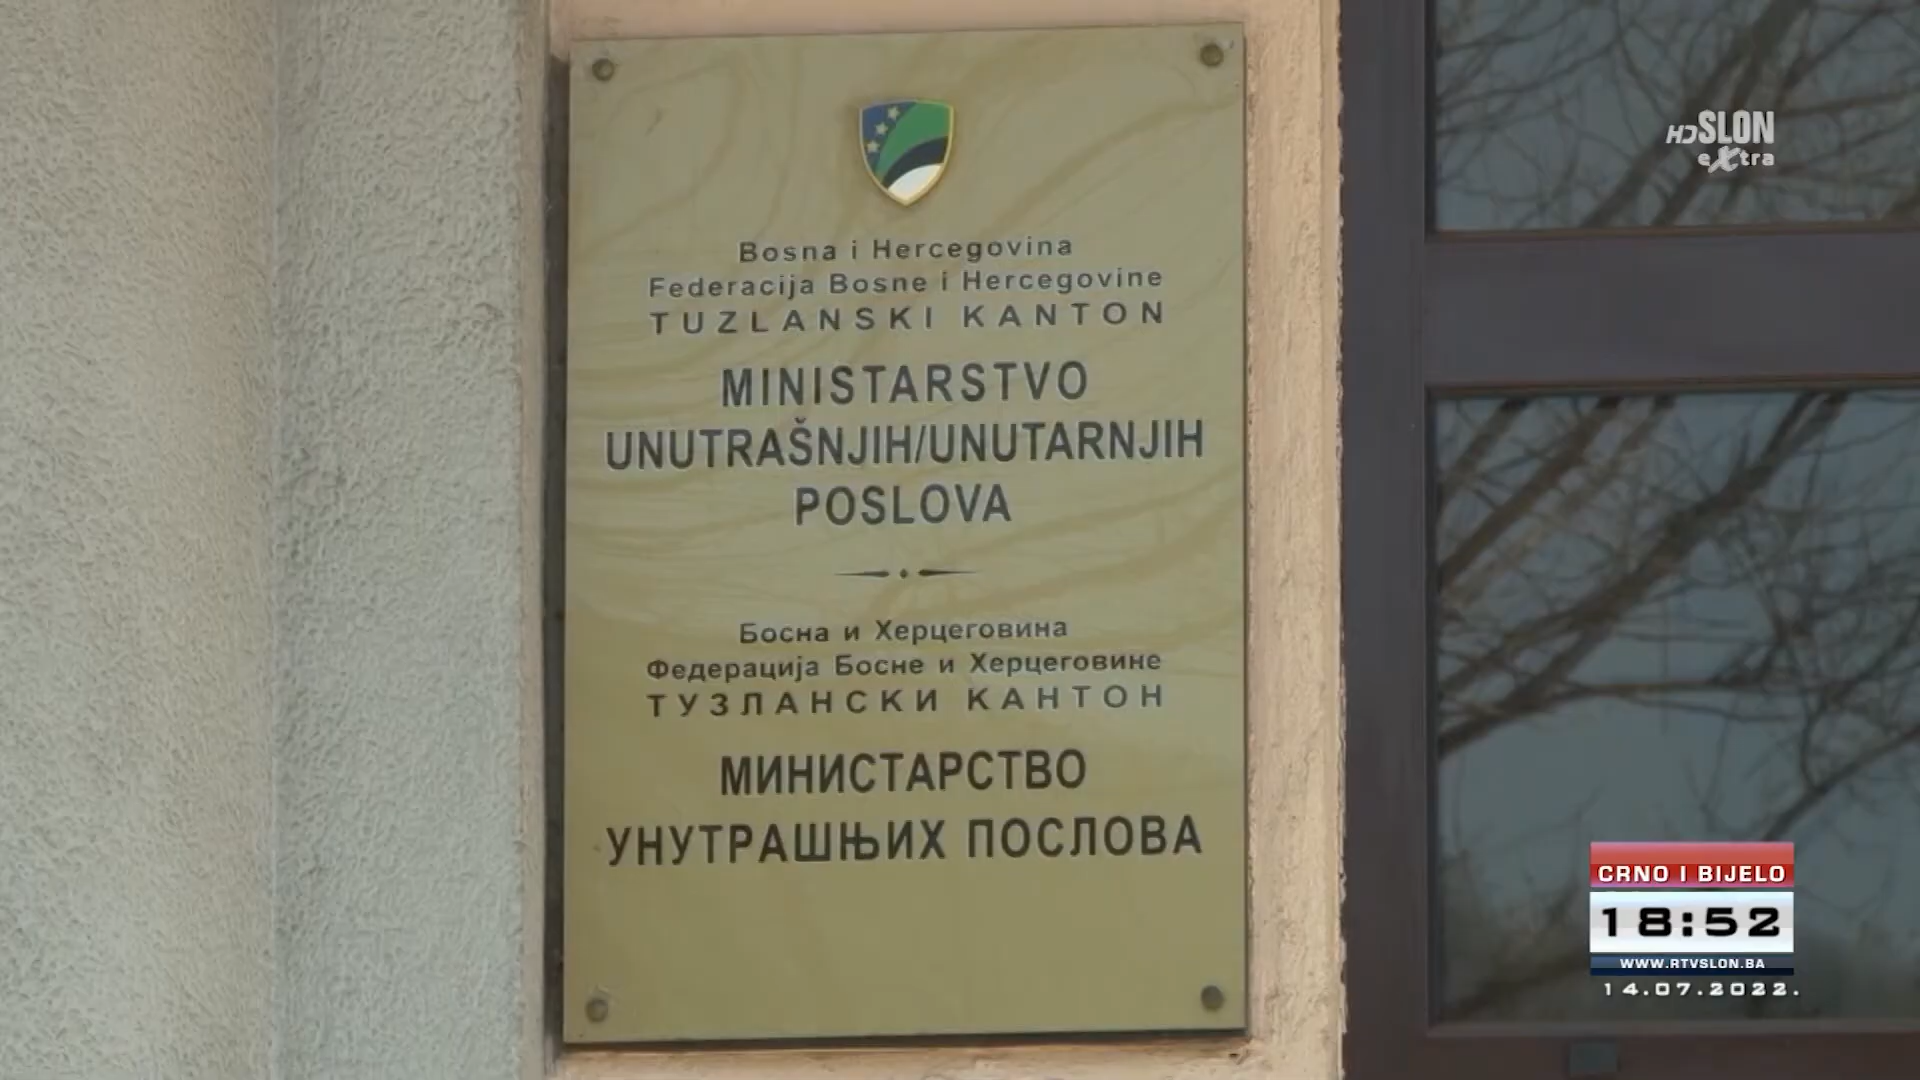 HD SLON
extra
Bosna i Hercegovina
Federacija Bosne i Hercegovine
TUZLANSKI KANTON
MINISTARSTVO
UNUTRAŠNJIH/UNUTARNJIH
POSLOVA
Босна и Херцеговина
Федерација Босне и Херцеговине
ТУЗЛАНСКИ КАНТОН
МИНИСТАРСТВО
УНУТРАШЊИХ ПОСЛОВА
CRNO I BIJELO
18:52
WWW.RTVSLON.BA
14.07.2022.